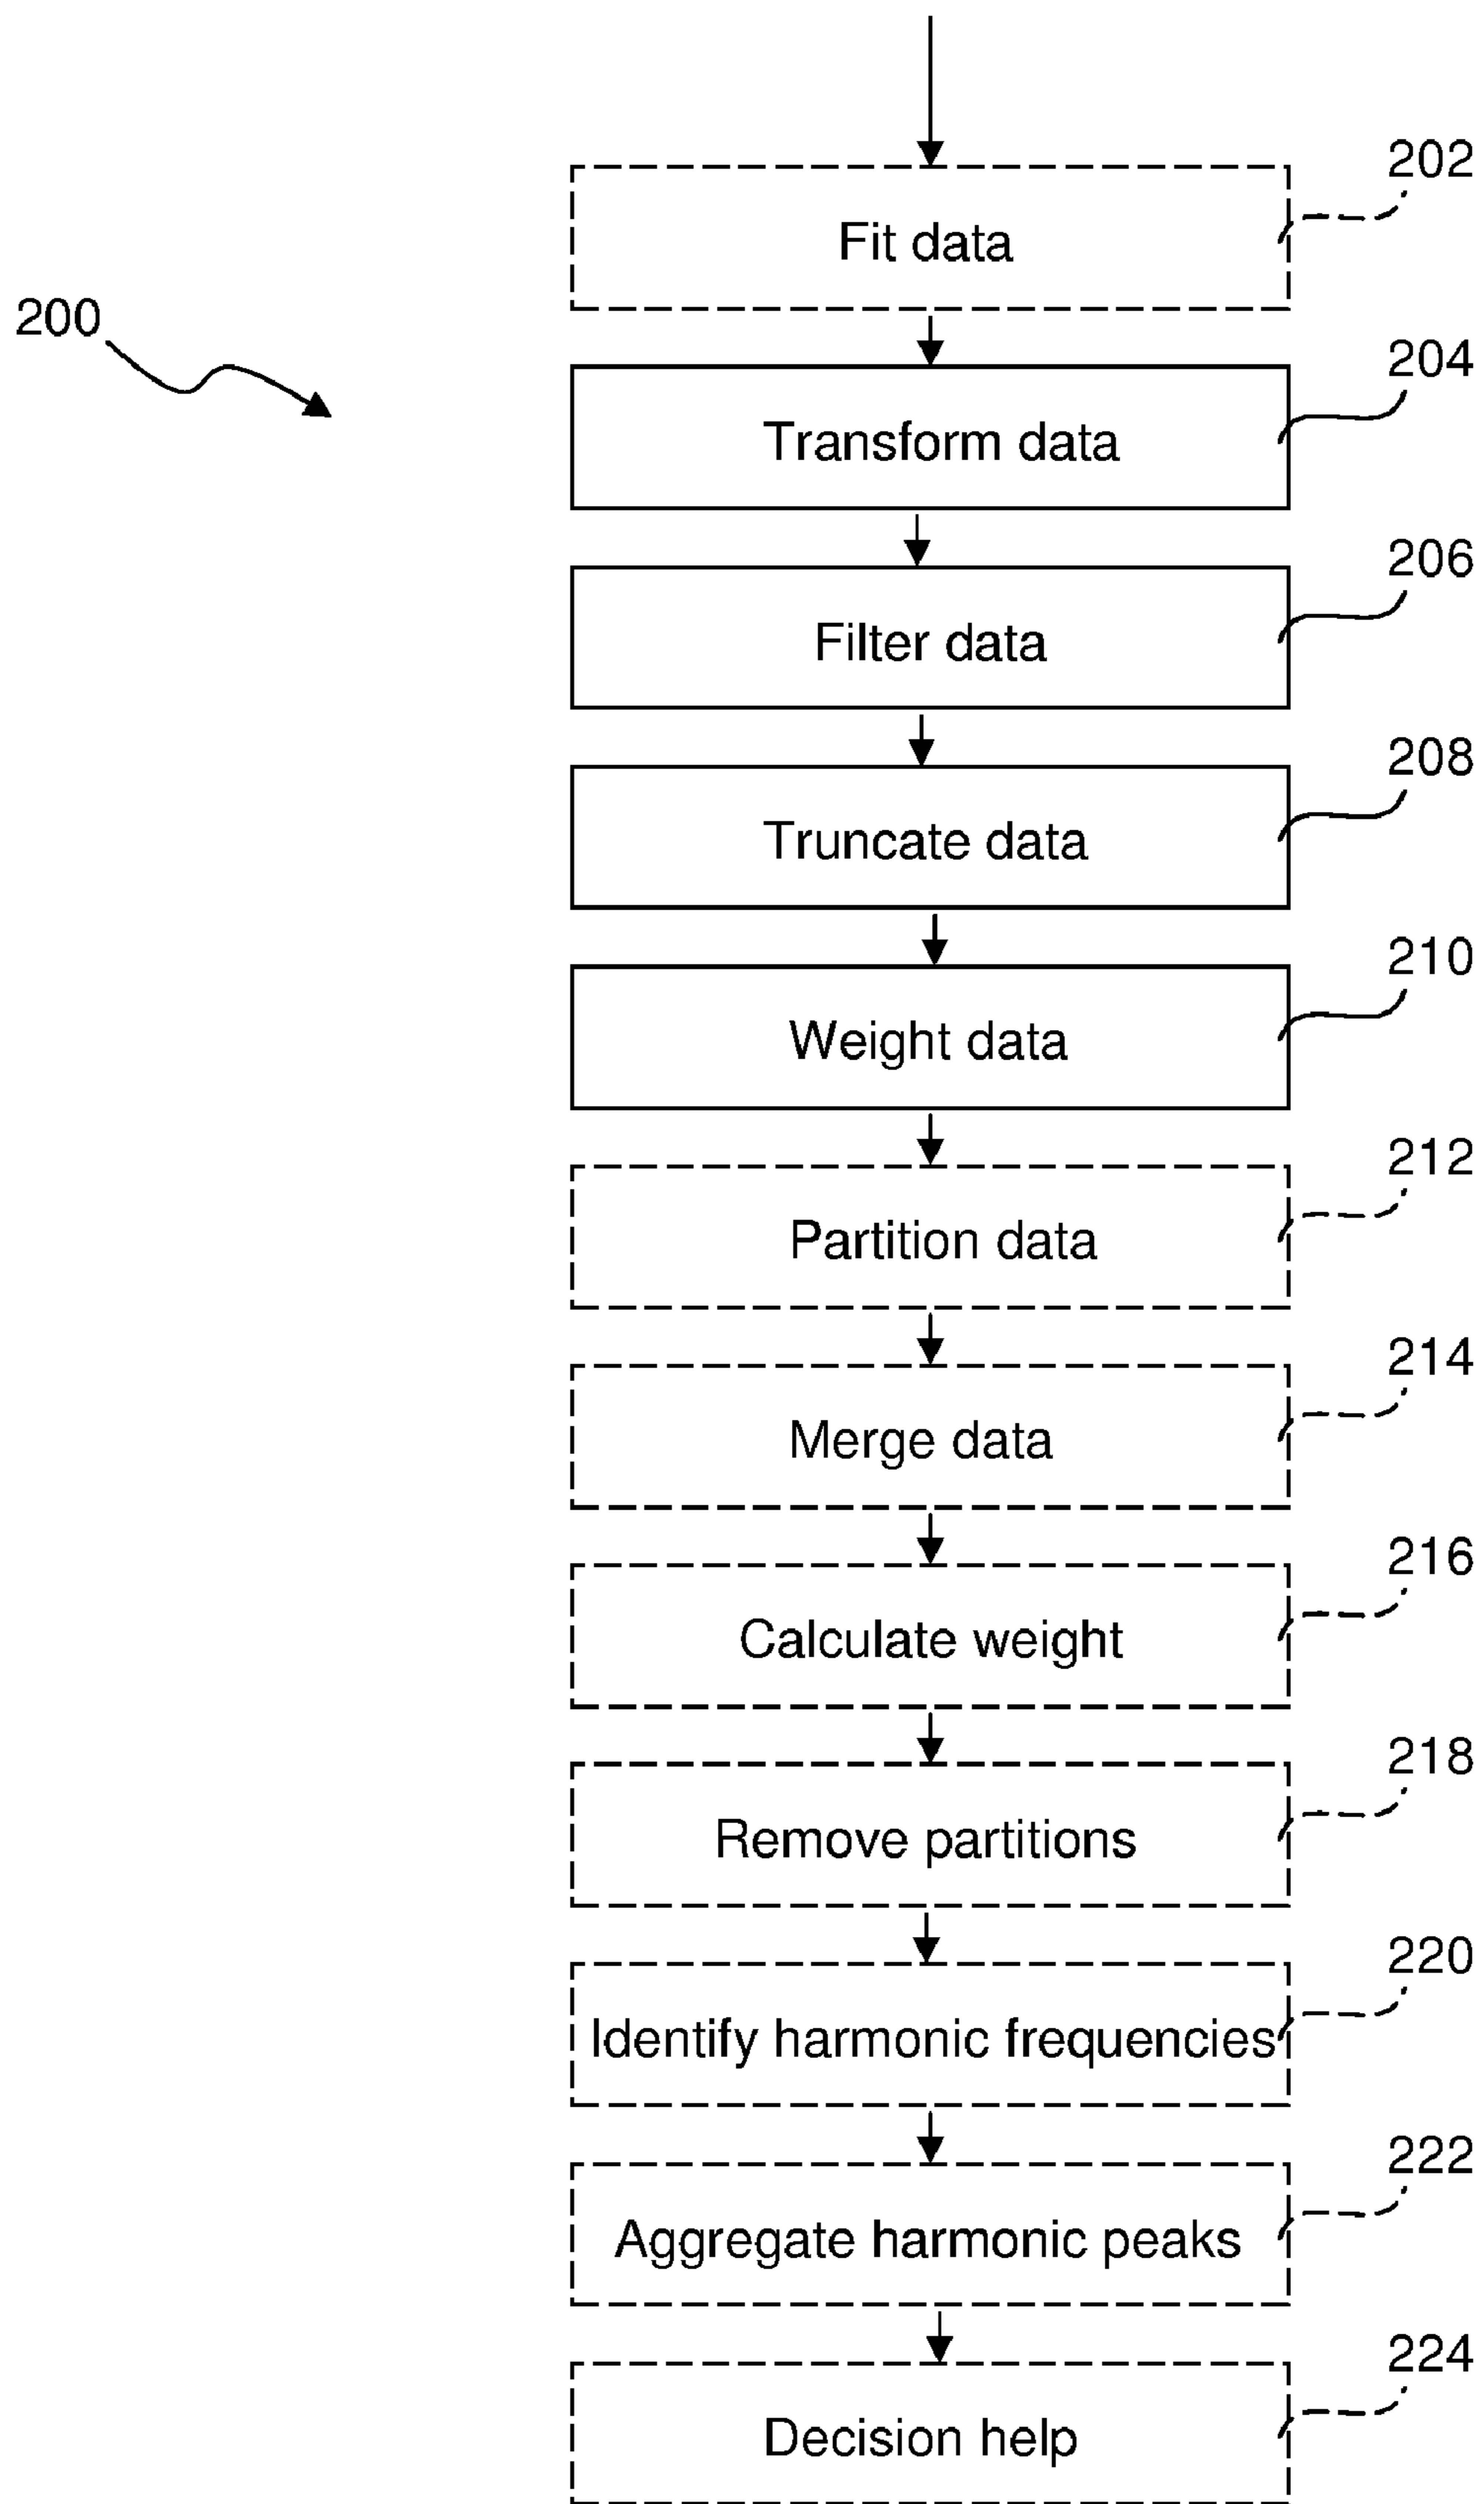 202
Fit data
200
204
Transform data
206
Filter data
208
Truncate data
210
Weight data
212
Partition data
214
Merge data
216
Calculate weight
218
Remove partitions
220
Identify harmonic frequencies
222
Aggregate harmonic peaks
224
Decision help